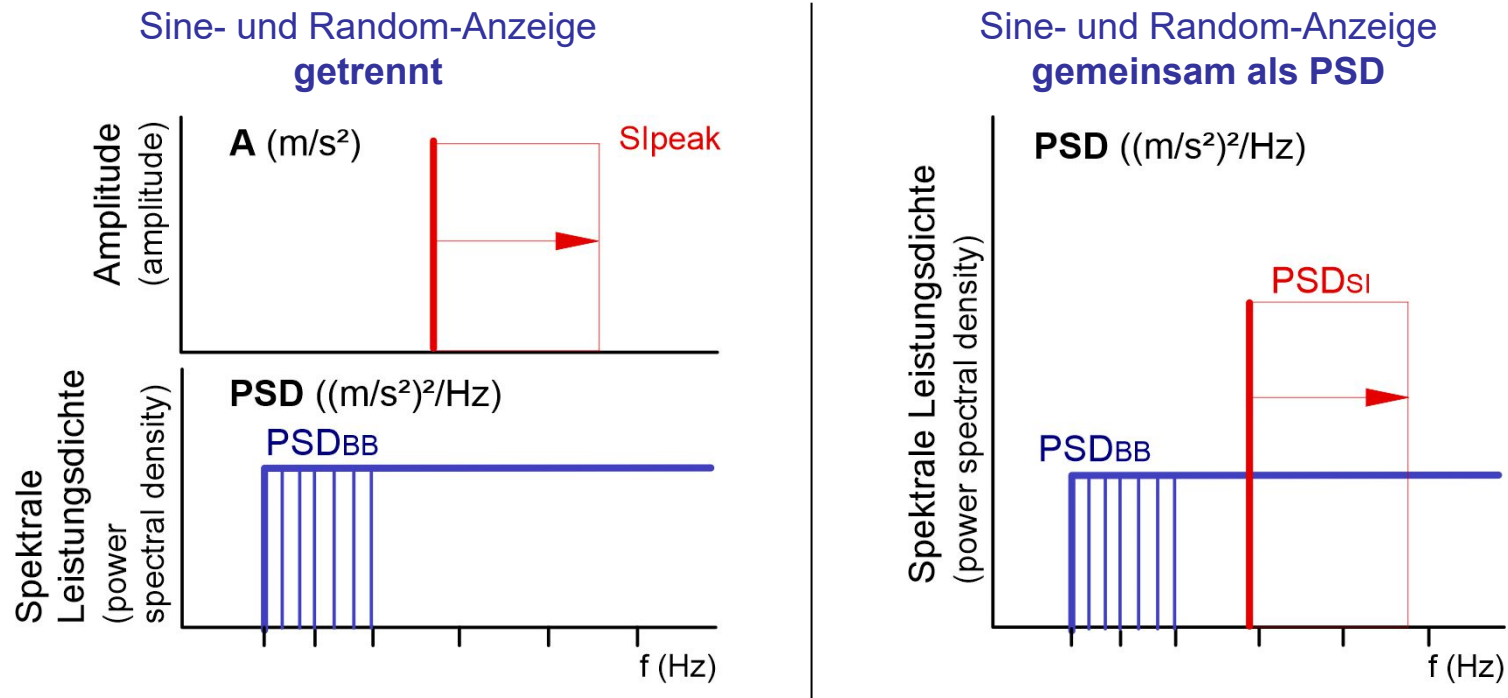 Sine- und Random-Anzeige
getrennt
Amplitude
(amplitude)
A (m/s²)
SIpeak
Spektrale
Leistungsdichte
(power
spectral density)
PSD ((m/s²)²/Hz)
PSDBB
f (Hz)
Sine- und Random-Anzeige
gemeinsam als PSD
Spektrale Leistungsdichte
(power spectral density)
PSD ((m/s²)²/Hz)
PSDSI
PSDBB
f (Hz)